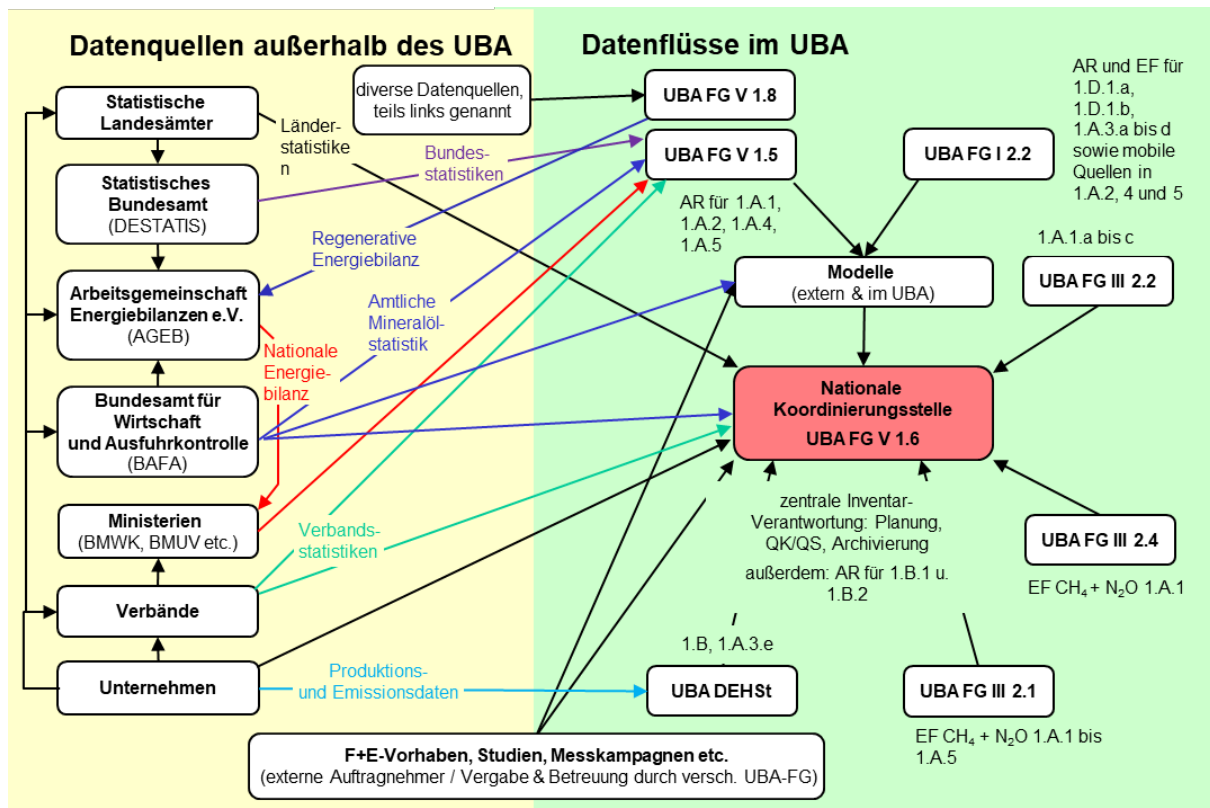 Datenquellen außerhalb des UBA
Datenflüsse im UBA
diverse Datenquellen,
teils links genannt
UBA FG V 1.8
AR und EF für
1.D.1.a,
1.D.1.b,
1.A.3.a bis d
sowie mobile
Quellen in
1.A.2, 4 und 5
Statistische
Landesämter
Länder-
statistike
n
Bundes-
statistiken
UBA FG V 1.5
UBA FG I 2.2
Statistisches
Bundesamt
(DESTATIS)
AR für 1.A.1,
1.A.2, 1.A.4,
1.A.5
Regenerative
Energiebilanz
1.A.1.a bis c
Arbeitsgemeinschaft
Energiebilanzen e.V.
(AGEB)
Amtliche
Mineralöl-
statistik
Modelle
(extern & im UBA)
UBA FG III 2.2
Nationale
Energie-
bilanz
Bundesamt für
Wirtschaft
und Ausfuhrkontrolle
(BAFA)
Nationale
Koordinierungsstelle
UBA FG V 1.6
Ministerien
(BMWK, BMUV etc.)
Verbands-
statistiken
zentrale Inventar-
Verantwortung: Planung,
QK/QS, Archivierung
außerdem: AR für 1.B.1 u.
1.B.2
UBA FG III 2.4
EF CH₄ + N₂O 1.A.1
Verbände
1.B, 1.A.3.e
Unternehmen
Produktions-
und Emissionsdaten
UBA DEHSt
UBA FG III 2.1
EF CH₄ + N₂O 1.A.1 bis
1.A.5
F+E-Vorhaben, Studien, Messkampagnen etc.
(externe Auftragnehmer / Vergabe & Betreuung durch versch. UBA-FG)